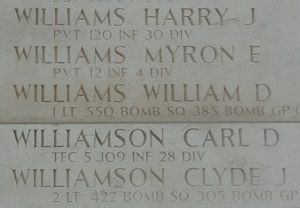 WILLIAMS HARRY J
PVT 120 INF 30 DIV
WILLIAMS MYRON E
PVT 12 INF 4 DIV
WILLIAMS WILLIAM D
1 LT 550 BOMB SQ 385 BOMB GP
WILLIAMSON CARL D
TEC 5 109 INF 28 DIV
WILLIAMSON CLYDE J
2 LT 422 BOMB SQ 305 BOMB GP